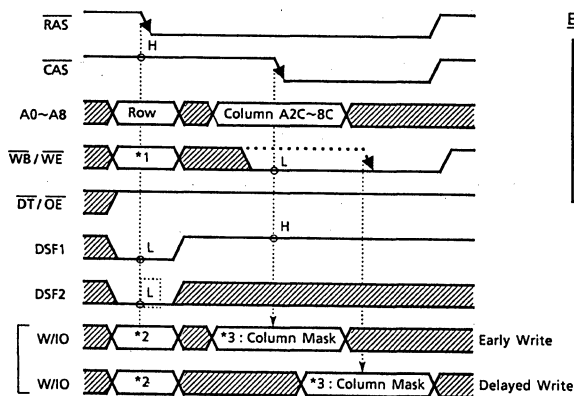 RAS
H
CAS
A0~A8 Row Column A2C~8C
WB / WE *1 L
DT / OE
H
DSF1 L
DSF2 L
W/IO *2 *3 : Column Mask Early Write
W/IO *2 *3 : Column Mask Delayed Write
E